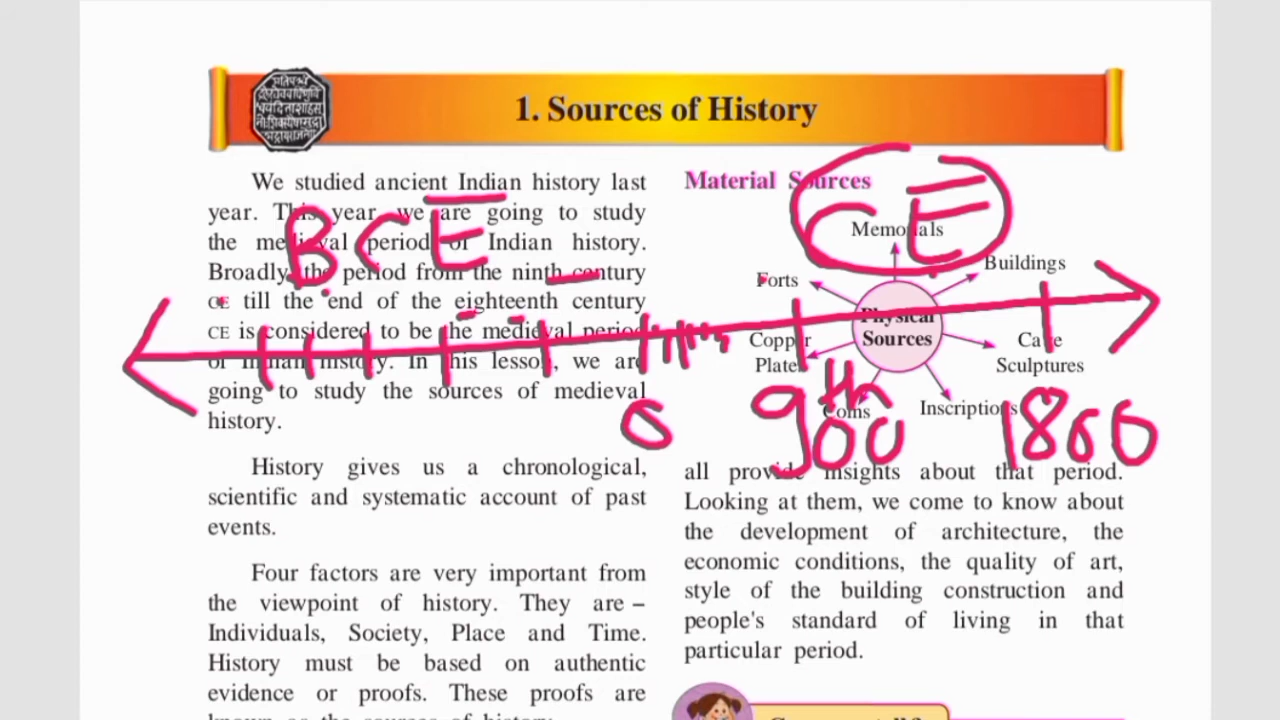 1. Sources of History
We studied ancient Indian history last
year. This year, we are going to study
the medieval period of Indian history.
Broadly, the period from the ninth century
CE till the end of the eighteenth century
CE is considered to be the medieval period
of Indian history. In this lesson, we are
going to study the sources of medieval
history.
History gives us a chronological,
scientific and systematic account of past
events.
Four factors are very important from
the viewpoint of history. They are –
Individuals, Society, Place and Time.
History must be based on authentic
evidence or proofs. These proofs are
known as the sources of history.
BCE
0
Material Sources
CE
Memorials
Buildings
Forts
Physical
Sources
Copper
Plates
Cave
Sculptures
Coins
Inscriptions
9th
900
1800
all provide insights about that period.
Looking at them, we come to know about
the development of architecture, the
economic conditions, the quality of art,
style of the building construction and
people's standard of living in that
particular period.